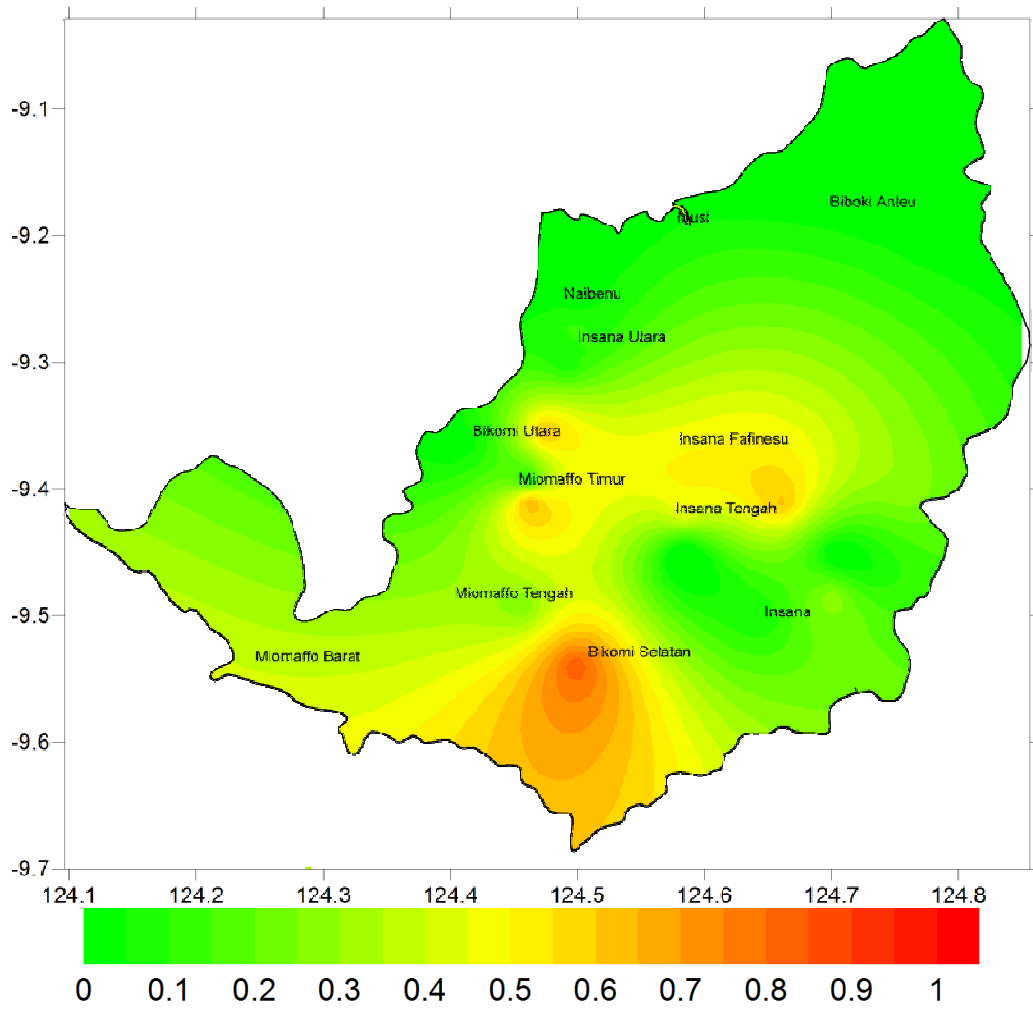 -9.1
Biboki Anleu
-9.2
Naibenu
Insana Utara
-9.3
Bikomi Utara
Insana Fafinesu
Miomaffo Timur
-9.4
Insana Tengah
Miomaffo Tengah
-9.5
Insana
Bikomi Selatan
Miomaffo Barat
-9.6
-9.7
124.1 124.2 124.3 124.4 124.5 124.6 124.7 124.8
0 0.1 0.2 0.3 0.4 0.5 0.6 0.7 0.8 0.9 1